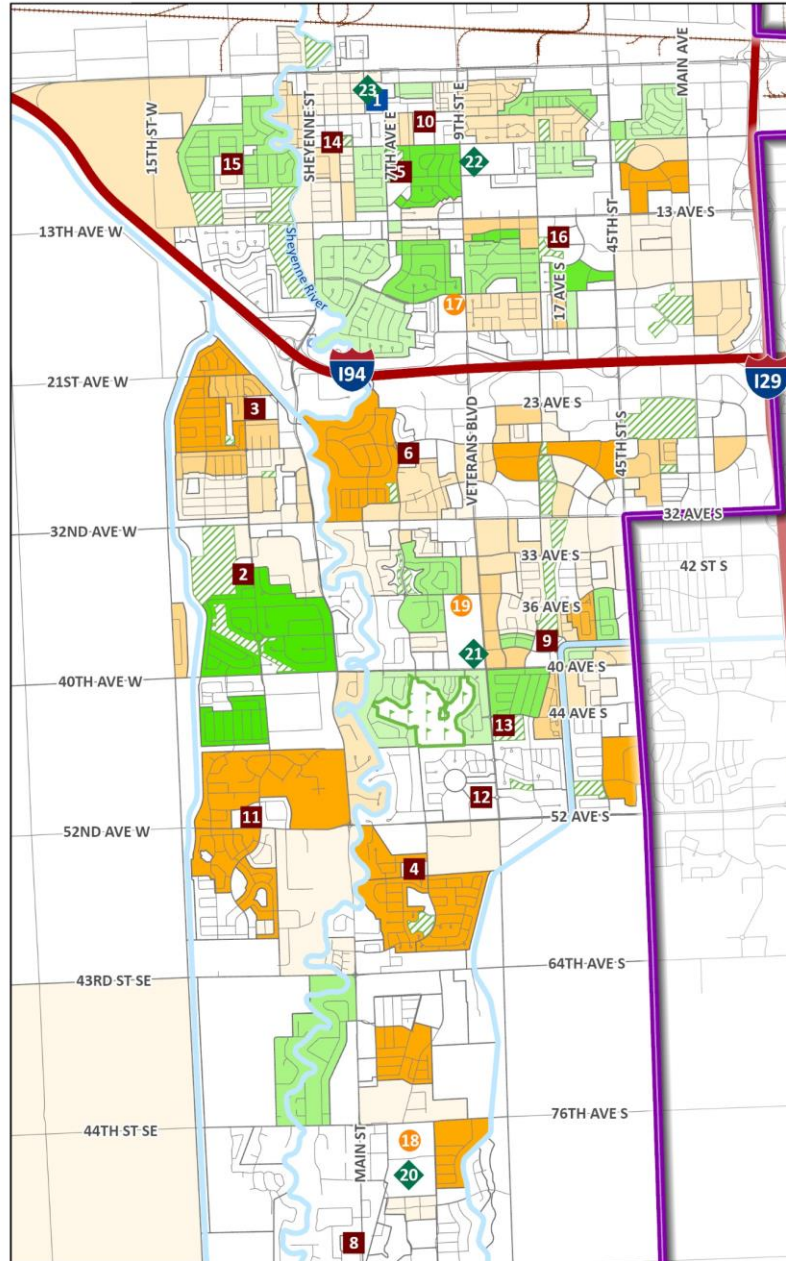 MAIN AVE
15TH ST W
SHEYENNE ST
23
1
7TH AVE E
10
9TH ST E
14
15
5
22
45TH ST
13 AVE S
13TH AVE W
Sheyenne River
16
17 AVE S
17
I94
I29
21ST AVE W
3
VETERANS BLVD
23 AVE S
45TH ST S
6
32ND AVE W
32 AVE S
33 AVE S
42 ST S
2
36 AVE S
19
9
21
40 AVE S
40TH AVE W
44 AVE S
13
12
11
52 AVE S
52ND AVE W
4
64TH AVE S
43RD ST SE
76TH AVE S
44TH ST SE
18
MAIN ST
20
8